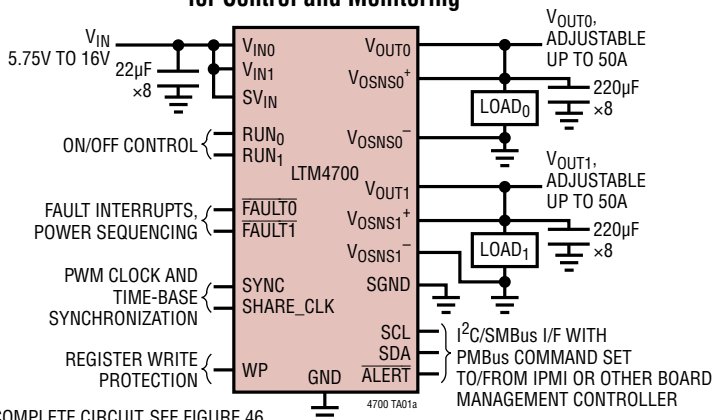 for Control and Monitoring
V_IN
5.75V TO 16V
22µF
×8
ON/OFF CONTROL
FAULT INTERRUPTS,
POWER SEQUENCING
PWM CLOCK AND
TIME-BASE
SYNCHRONIZATION
REGISTER WRITE
PROTECTION
VIN0
VIN1
SVIN
RUN0
RUN1
FAULT0
FAULT1
SYNC
SHARE_CLK
WP
LTM4700
GND
VOUT0
VOSNS0+
VOSNS0–
VOUT1
VOSNS1+
VOSNS1–
SGND
SCL
SDA
ALERT
VOUT0,
ADJUSTABLE
UP TO 50A
LOAD0
220µF
×8
VOUT1,
ADJUSTABLE
UP TO 50A
LOAD1
220µF
×8
I2C/SMBus I/F WITH
PMBus COMMAND SET
TO/FROM IPMI OR OTHER BOARD
MANAGEMENT CONTROLLER
4700 TA01a
COMPLETE CIRCUIT, SEE FIGURE 46